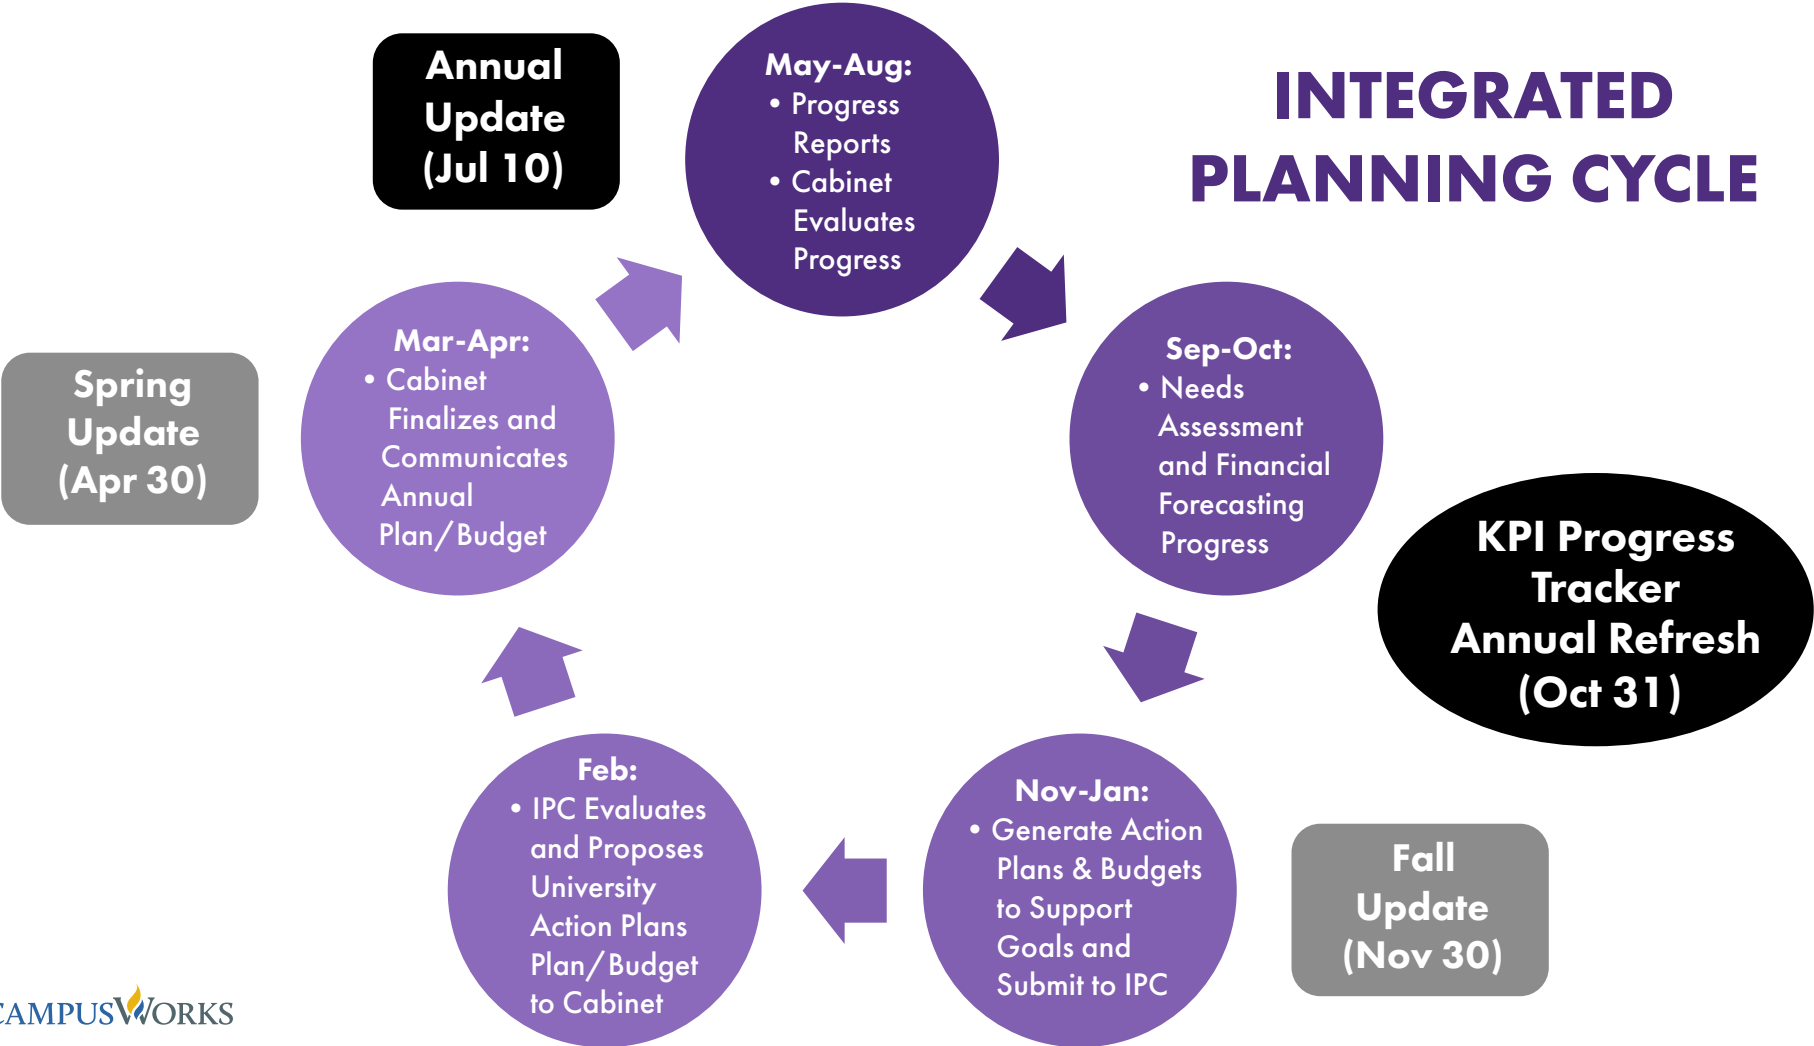 INTEGRATED
PLANNING CYCLE
Annual
Update
(Jul 10)
May-Aug:
• Progress
Reports
• Cabinet
Evaluates
Progress
Sep-Oct:
• Needs
Assessment
and Financial
Forecasting
Progress
KPI Progress
Tracker
Annual Refresh
(Oct 31)
Nov-Jan:
• Generate Action
Plans & Budgets
to Support
Goals and
Submit to IPC
Fall
Update
(Nov 30)
Feb:
• IPC Evaluates
and Proposes
University
Action Plans
Plan/Budget
to Cabinet
Mar-Apr:
• Cabinet
Finalizes and
Communicates
Annual
Plan/Budget
Spring
Update
(Apr 30)
CAMPUSWORKS